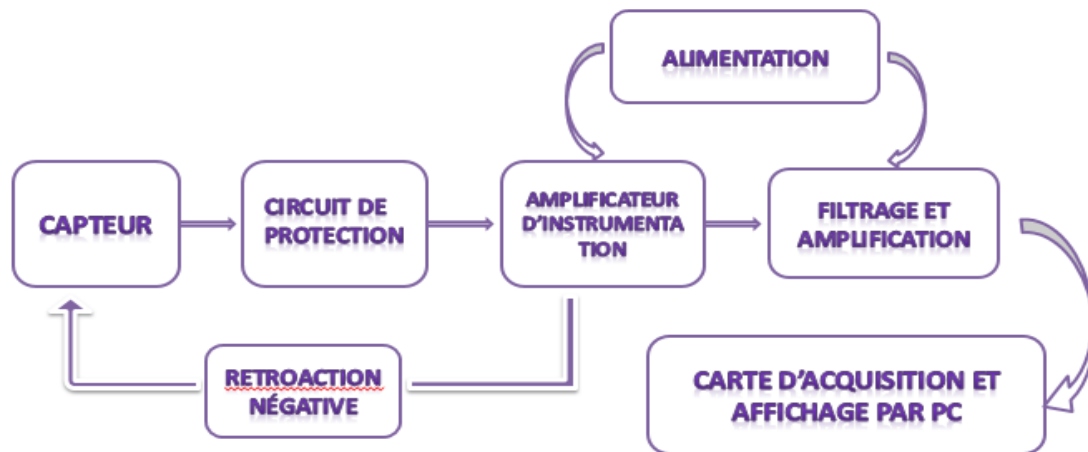 ALIMENTATION
CAPTEUR
CIRCUIT DE
PROTECTION
AMPLIFICATEUR
D'INSTRUMENTA
TION
FILTRAGE ET
AMPLIFICATION
RETROACTION
NÉGATIVE
CARTE D'ACQUISITION ET
AFFICHAGE PAR PC